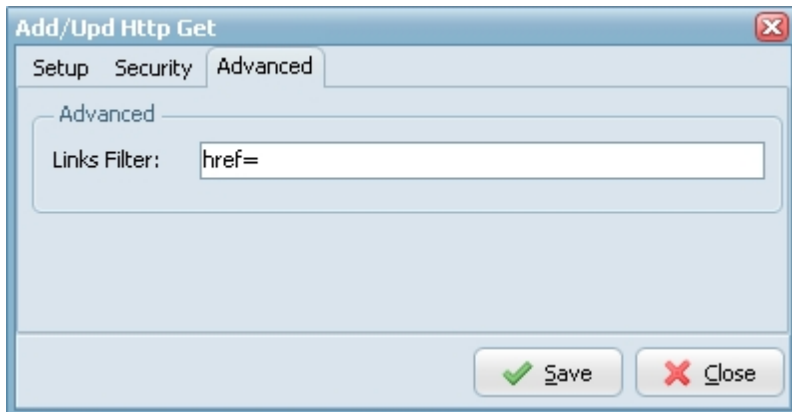 Add/Upd Http Get
Setup Security Advanced
Advanced
Links Filter: href=
Save Close